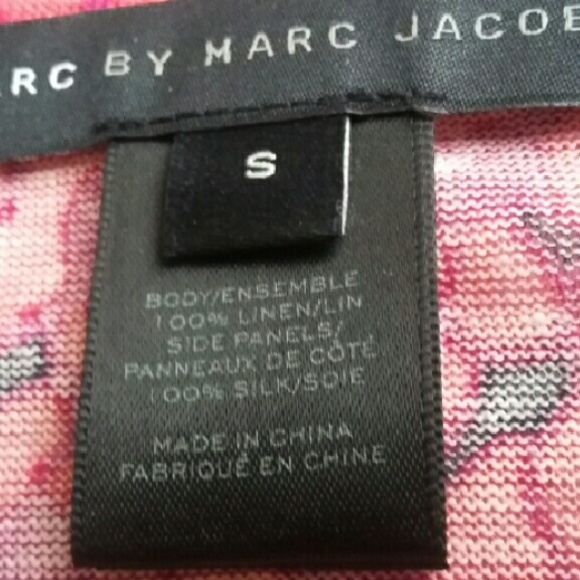 ARC BY MARC JACOB
S
BODY/ENSEMBLE
100% LINEN/LIN
SIDE PANELS/
PANNEAUX DE CÔTÉ
100% SILK/SOIE
MADE IN CHINA
FABRIQUÉ EN CHINE